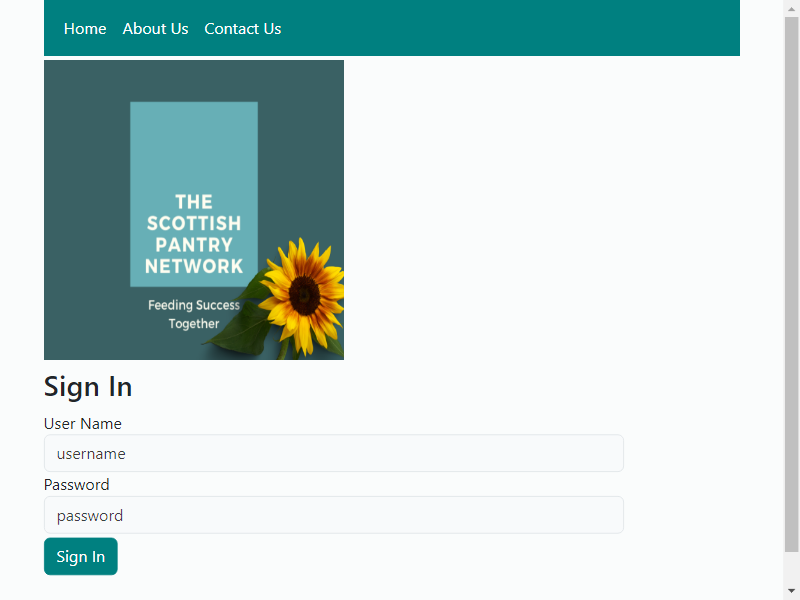 Home About Us Contact Us
THE
SCOTTISH
PANTRY
NETWORK
Feeding Success
Together
Sign In
User Name
username
Password
password
Sign In